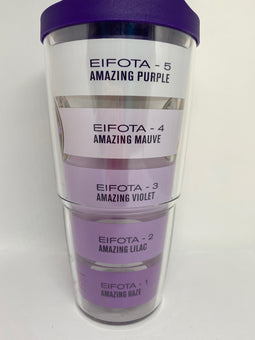 EIFOTA - 5
AMAZING PURPLE
EIFOTA - 4
AMAZING MAUVE
EIFOTA - 3
AMAZING VIOLET
EIFOTA - 2
AMAZING LILAC
EIFOTA - 1
AMAZING HAZE